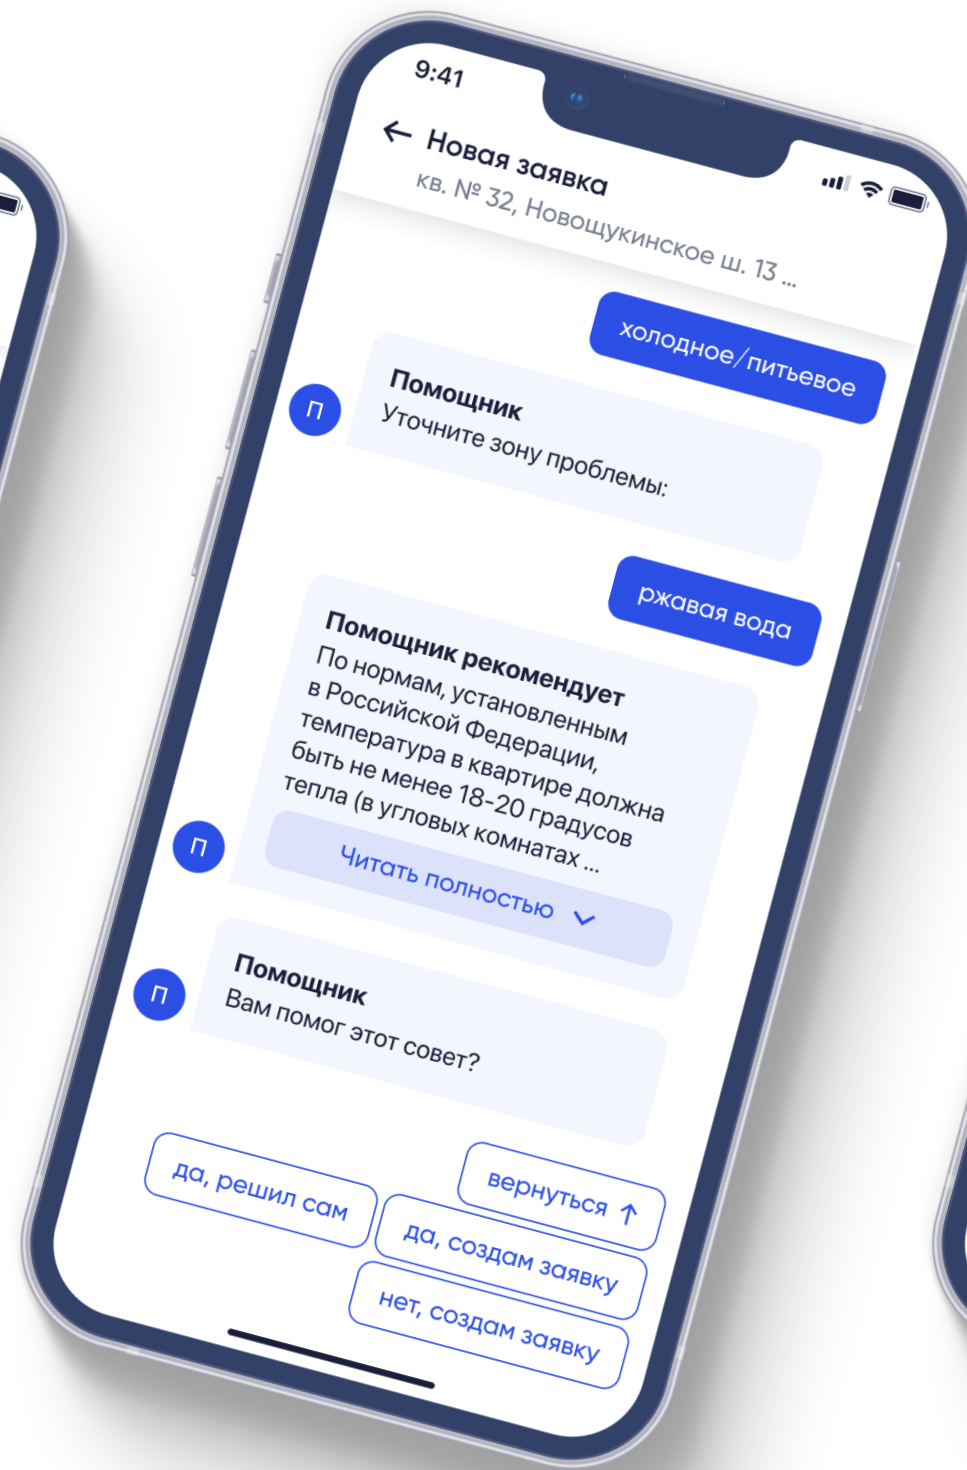 9:41
← Новая заявка
кв. № 32, Новощукинское ш. 13 ...
холодное/питьевое
Помощник
Уточните зону проблемы:
П
ржавая вода
Помощник рекомендует
По нормам, установленным
в Российской Федерации,
температура в квартире должна
быть не менее 18-20 градусов
тепла (в угловых комнатах ...
Читать полностью
П
Помощник
Вам помог этот совет?
П
вернуться ↑
да, решил сам
да, создам заявку
нет, создам заявку